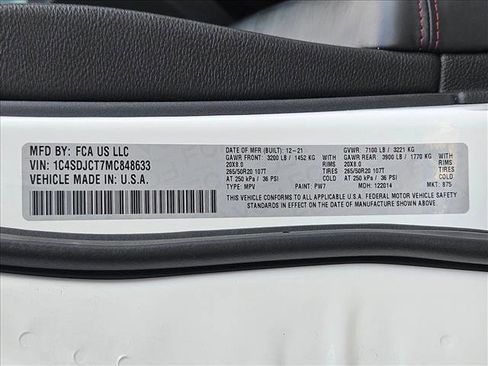 MFD BY: FCA US LLC
VIN: 1C4SDJCT7MC848633
VEHICLE MADE IN: U.S.A.
DATE OF MFR (BUILT) 12-21
GAWR FRONT: 3200 LB / 1452 KG
20X8.0 RIMS
265/50R20 107T TIRES
AT 250 kPa / 36 PSI COLD
GVWR: 7100 LB / 3221 KG
GAWR REAR: 3900 LB / 1770 KG
20X8.0 RIMS
265/50R20 107T TIRES
AT 250 kPa / 36 PSI COLD
TYPE: MPV PAINT: PW7 MDH: 122014 MKT: 875
THIS VEHICLE CONFORMS TO ALL APPLICABLE U.S.A. FEDERAL MOTOR VEHICLE SAFETY
STANDARDS IN EFFECT ON THE DATE OF MANUFACTURE SHOWN ABOVE